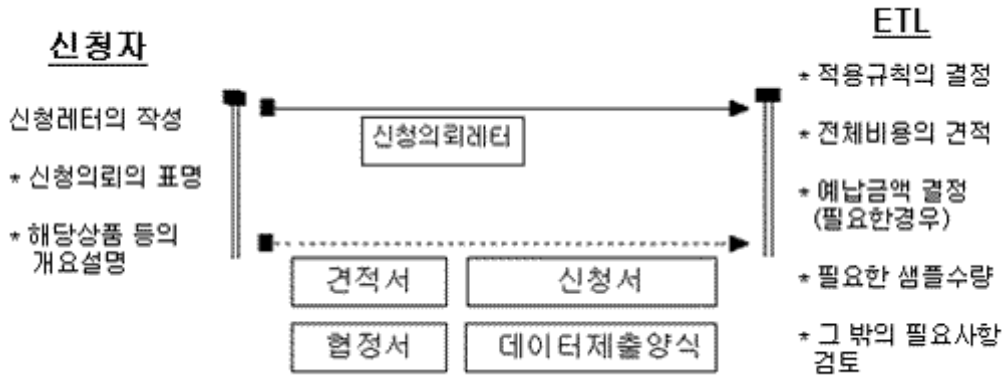 신청자
신청레터의 작성
* 신청의뢰의 표명
* 해당상품 등의
개요설명
신청의뢰레터
견적서
신청서
협정서
데이터제출양식
ETL
* 적용규칙의 결정
* 전체비용의 견적
* 예납금액 결정
(필요한경우)
* 필요한 샘플수량
* 그 밖의 필요사항
검토